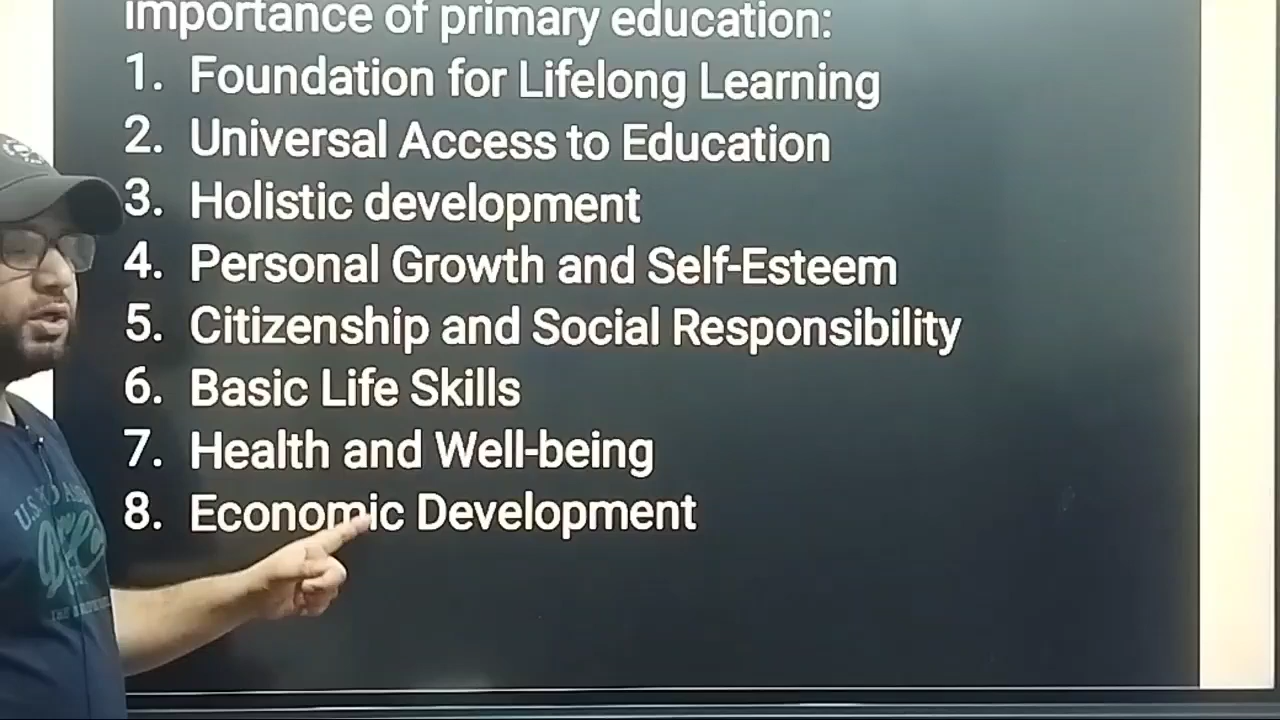 importance of primary education:
1. Foundation for Lifelong Learning
2. Universal Access to Education
3. Holistic development
4. Personal Growth and Self-Esteem
5. Citizenship and Social Responsibility
6. Basic Life Skills
7. Health and Well-being
8. Economic Development